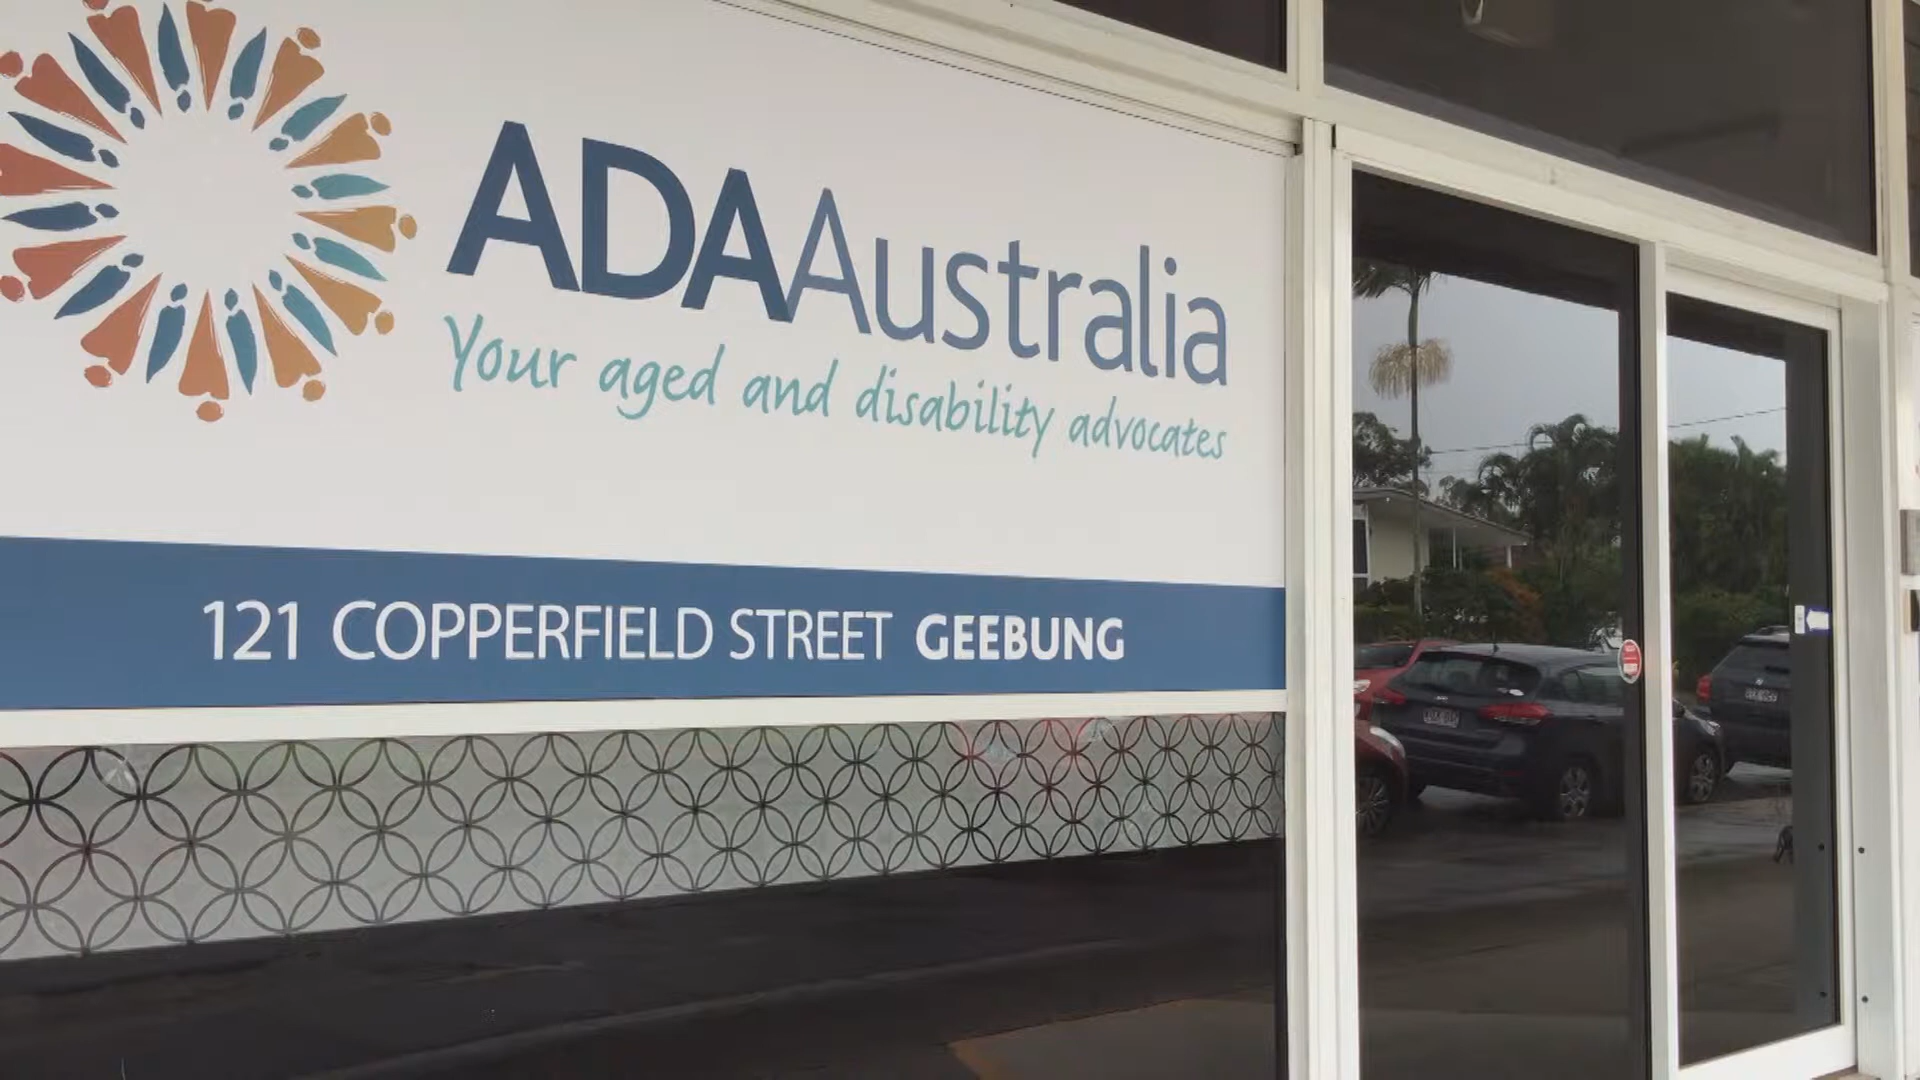 ADAAustralia
Your aged and disability advocates
121 COPPERFIELD STREET GEEBUNG